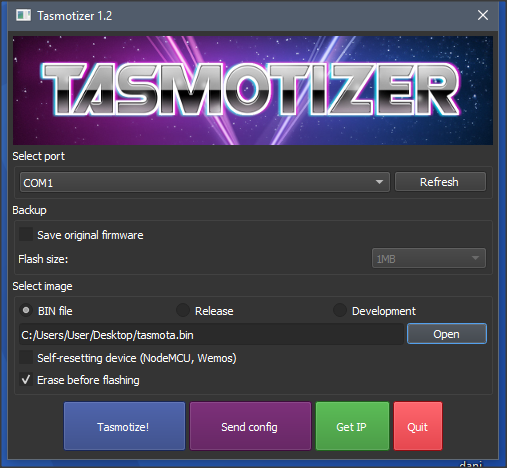 Tasmotizer 1.2
TASMOTIZER
Select port
COM1
Refresh
Backup
Save original firmware
Flash size:
1MB
Select image
BIN file
Release
Development
C:/Users/User/Desktop/tasmota.bin
Open
Self-resetting device (NodeMCU, Wemos)
Erase before flashing
Tasmotize!
Send config
Get IP
Quit